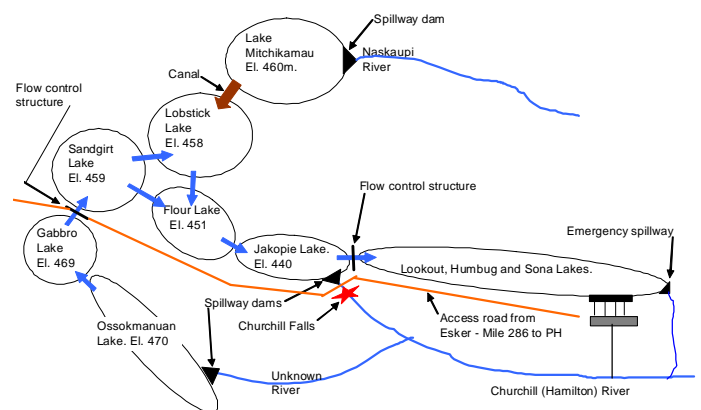 Spillway dam
Lake
Mitchikamau
El. 460m.
Naskaupi
River
Canal
Flow control
structure
Lobstick
Lake
El. 458
Sandgirt
Lake
El. 459
Flow control structure
Flour Lake
El. 451
Emergency spillway
Gabbro
Lake
El. 469
Jakopie Lake.
El. 440
Lookout, Humbug and Sona Lakes.
Spillway dams
Churchill Falls
Access road from
Esker - Mile 286 to PH
Ossokmanuan
Lake. El. 470
Unknown
River
Churchill (Hamilton) River